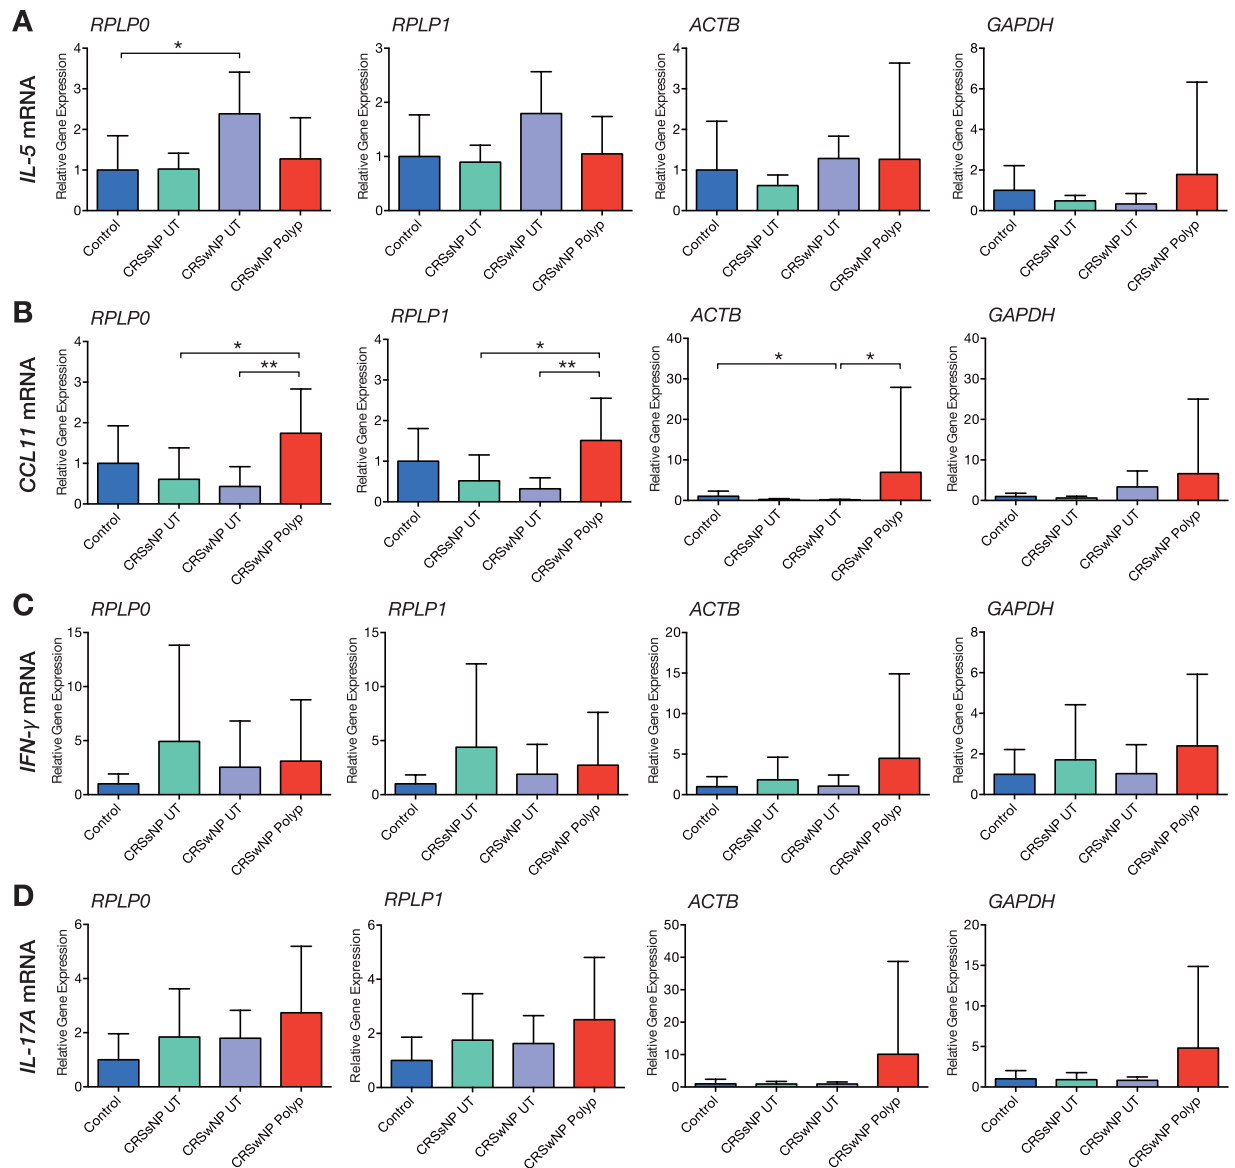 A
RPLP0
RPLP1
ACTB
GAPDH
IL-5 mRNA
Relative Gene Expression
4
3
2
1
0
*
Control
CRSsNP UT
CRSwNP UT
CRSwNP Polyp
Relative Gene Expression
3
2
1
0
Control
CRSsNP UT
CRSwNP UT
CRSwNP Polyp
Relative Gene Expression
4
3
2
1
0
Control
CRSsNP UT
CRSwNP UT
CRSwNP Polyp
Relative Gene Expression
8
6
4
2
0
Control
CRSsNP UT
CRSwNP UT
CRSwNP Polyp
B
RPLP0
RPLP1
ACTB
GAPDH
CCL11 mRNA
Relative Gene Expression
4
3
2
1
0
*
**
Control
CRSsNP UT
CRSwNP UT
CRSwNP Polyp
Relative Gene Expression
4
3
2
1
0
*
**
Control
CRSsNP UT
CRSwNP UT
CRSwNP Polyp
Relative Gene Expression
40
30
20
10
0
*
*
Control
CRSsNP UT
CRSwNP UT
CRSwNP Polyp
Relative Gene Expression
40
30
20
10
0
Control
CRSsNP UT
CRSwNP UT
CRSwNP Polyp
C
RPLP0
RPLP1
ACTB
GAPDH
IFN-γ mRNA
Relative Gene Expression
15
10
5
0
Control
CRSsNP UT
CRSwNP UT
CRSwNP Polyp
Relative Gene Expression
15
10
5
0
Control
CRSsNP UT
CRSwNP UT
CRSwNP Polyp
Relative Gene Expression
20
15
10
5
0
Control
CRSsNP UT
CRSwNP UT
CRSwNP Polyp
Relative Gene Expression
8
6
4
2
0
Control
CRSsNP UT
CRSwNP UT
CRSwNP Polyp
D
RPLP0
RPLP1
ACTB
GAPDH
IL-17A mRNA
Relative Gene Expression
6
4
2
0
Control
CRSsNP UT
CRSwNP UT
CRSwNP Polyp
Relative Gene Expression
6
4
2
0
Control
CRSsNP UT
CRSwNP UT
CRSwNP Polyp
Relative Gene Expression
50
40
30
20
10
0
Control
CRSsNP UT
CRSwNP UT
CRSwNP Polyp
Relative Gene Expression
20
15
10
5
0
Control
CRSsNP UT
CRSwNP UT
CRSwNP Polyp